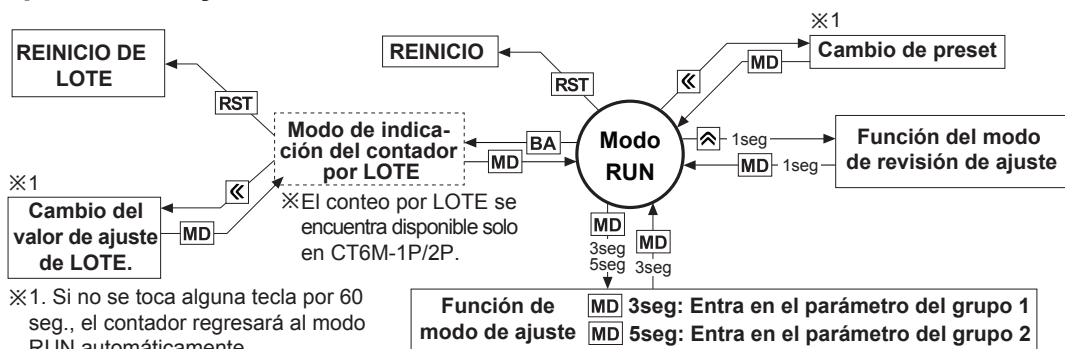 ※1
REINICIO DE
LOTE
REINICIO
Cambio de preset
MD
«
RST
RST
Modo de indica-
ción del contador
por LOTE
BA
MD
Modo
RUN
1seg
MD 1seg
Función del modo
de revisión de ajuste
※1
«
Cambio del
valor de ajuste
de LOTE.
MD
※El conteo por LOTE se
encuentra disponible solo
en CT6M-1P/2P.
MD
3seg
5seg
MD
3seg
※1. Si no se toca alguna tecla por 60
seg., el contador regresará al modo
RUN automáticamente
Función de
modo de ajuste
MD 3seg: Entra en el parámetro del grupo 1
MD 5seg: Entra en el parámetro del grupo 2